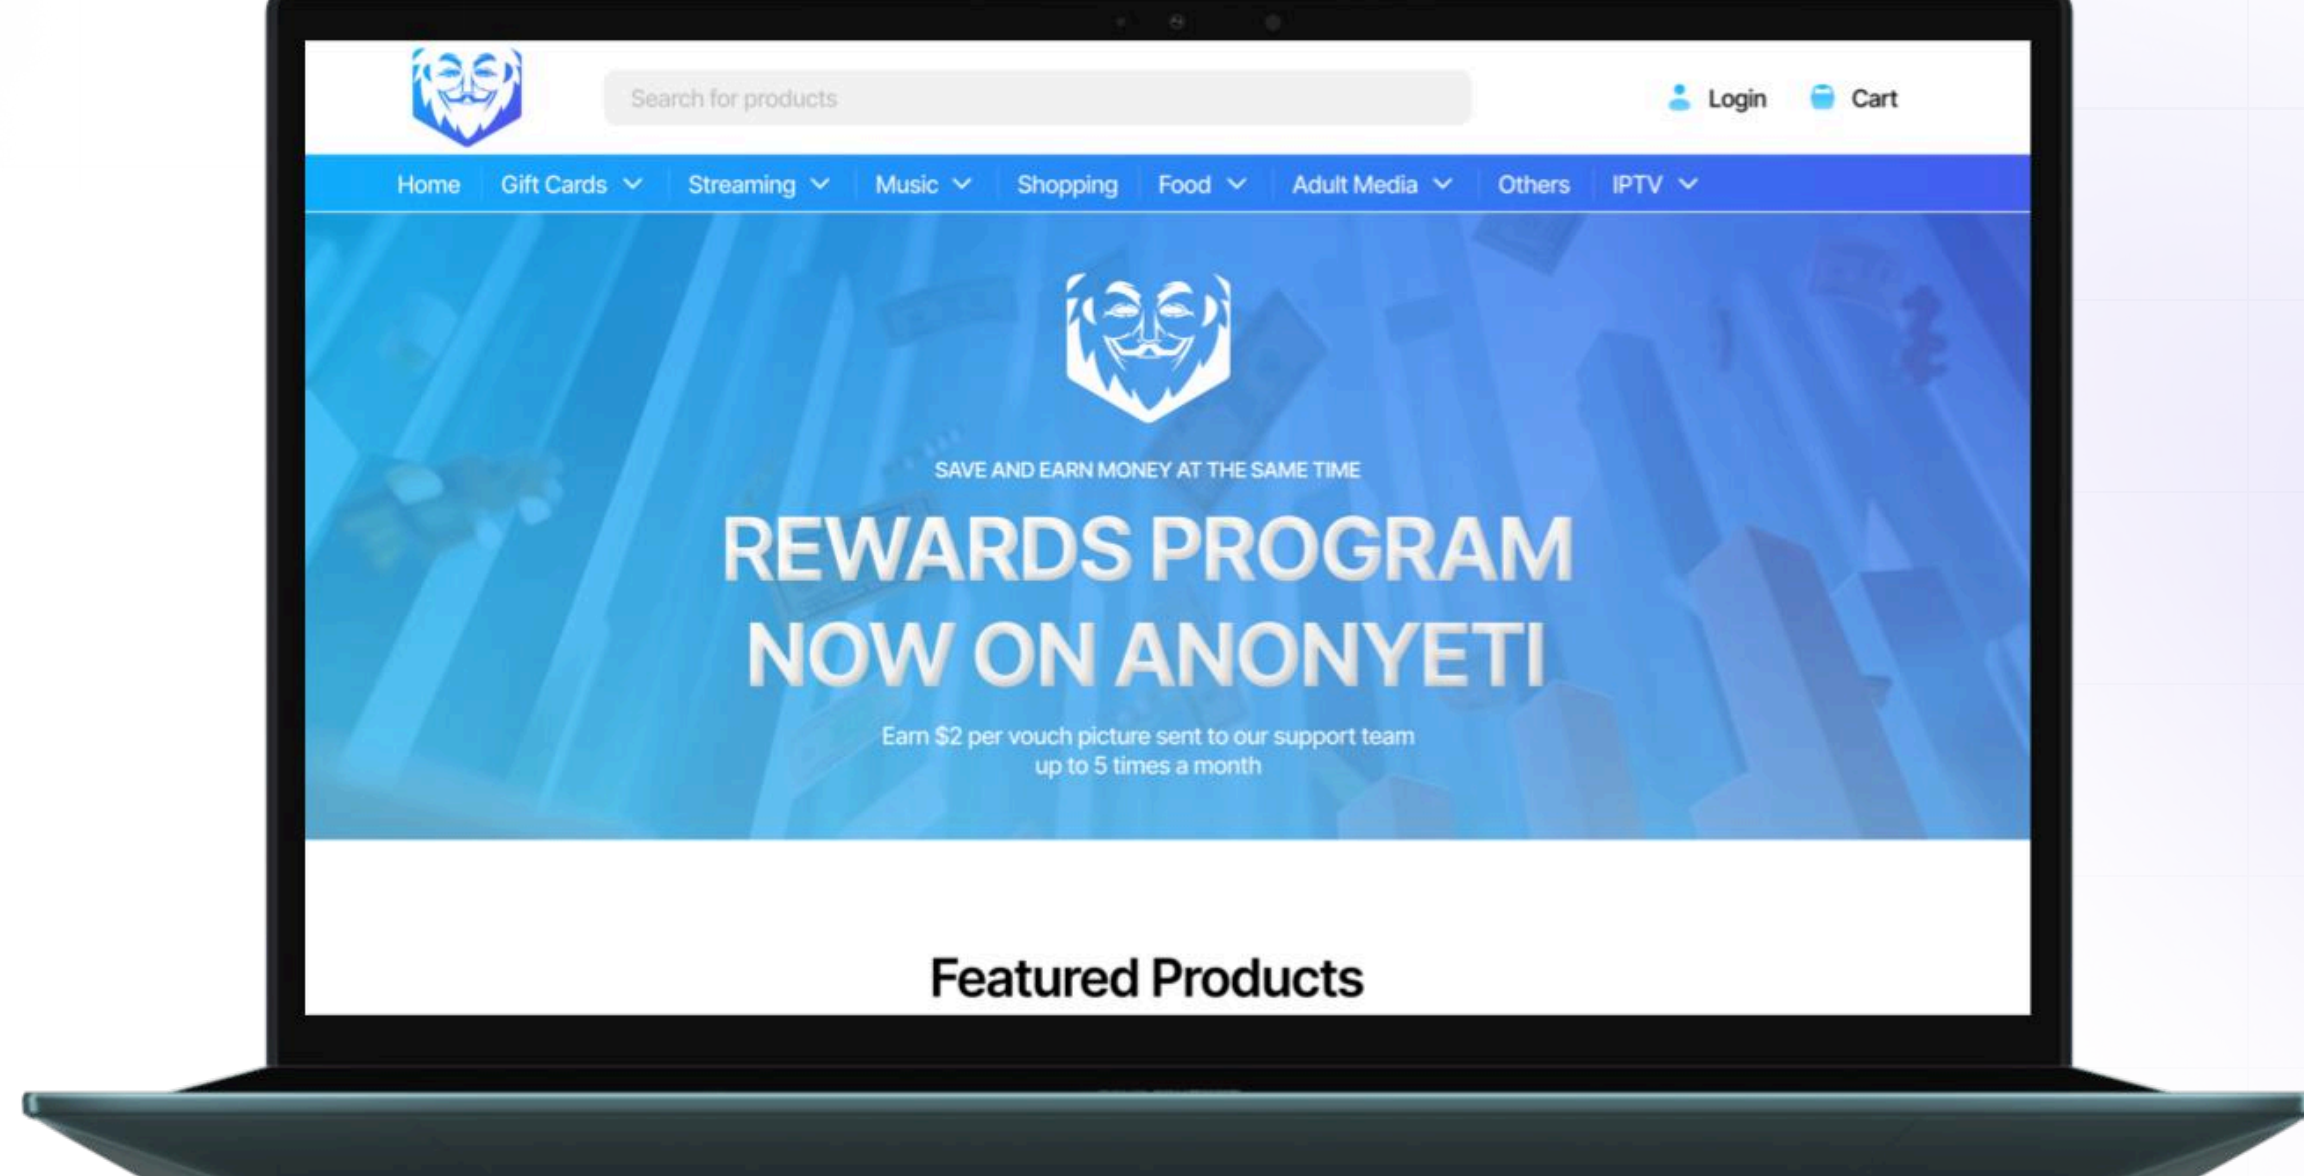 Search for products
Login
Cart
Home
Gift Cards
Streaming
Music
Shopping
Food
Adult Media
Others
IPTV
SAVE AND EARN MONEY AT THE SAME TIME
REWARDS PROGRAM
NOW ON ANONYETI
Earn $2 per vouch picture sent to our support team
up to 5 times a month
Featured Products